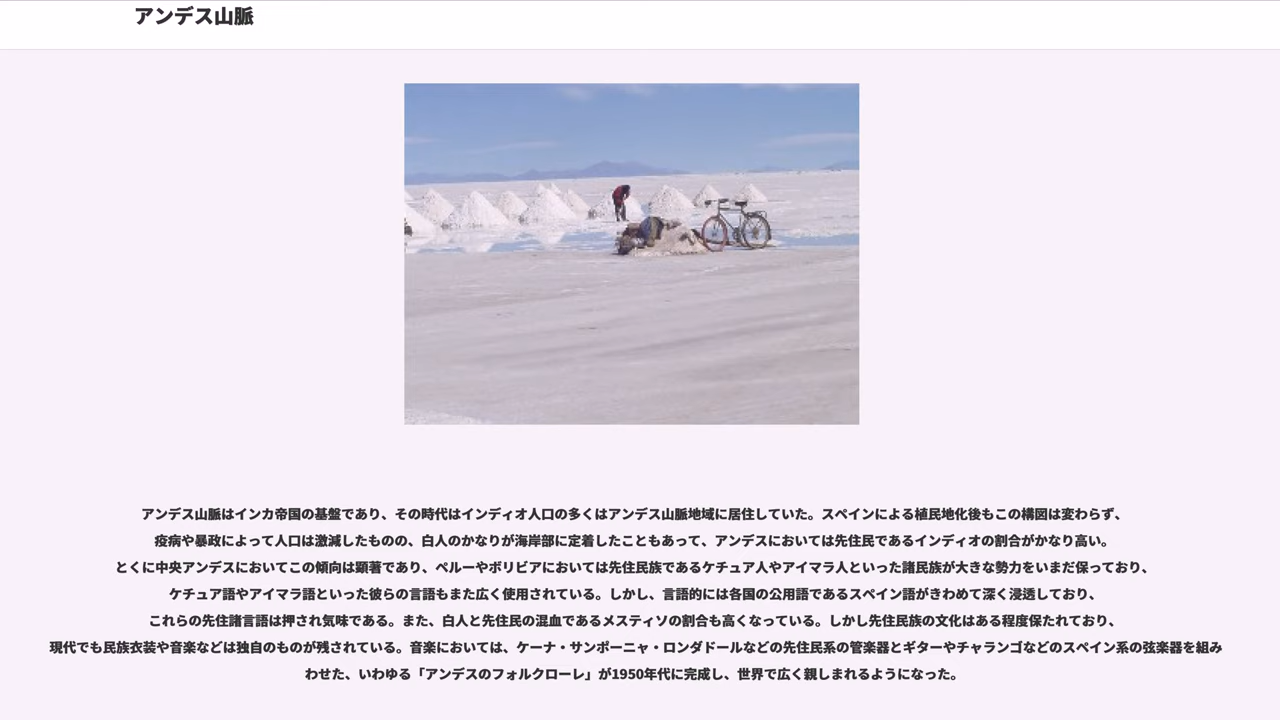 アンデス山脈
アンデス山脈はインカ帝国の基盤であり、その時代はインディオ人口の多くはアンデス山脈地域に居住していた。スペインによる植民地化後もこの構図は変わらず、
疫病や暴政によって人口は激減したものの、白人のかなりが海岸部に定着したこともあって、アンデスにおいては先住民であるインディオの割合がかなり高い。
とくに中央アンデスにおいてこの傾向は顕著であり、ペルーやボリビアにおいては先住民族であるケチュア人やアイマラ人といった諸民族が大きな勢力をいまだ保っており、
ケチュア語やアイマラ語といった彼らの言語もまた広く使用されている。しかし、言語的には各国の公用語であるスペイン語がきわめて深く浸透しており、
これらの先住諸言語は押され気味である。また、白人と先住民の混血であるメスティソの割合も高くなっている。しかし先住民族の文化はある程度保たれており、
現代でも民族衣装や音楽などは独自のものが残されている。音楽においては、ケーナ・サンポーニャ・ロンダドールなどの先住民系の管楽器とギターやチャランゴなどのスペイン系の弦楽器を組み
わせた、いわゆる「アンデスのフォルクローレ」が1950年代に完成し、世界で広く親しまれるようになった。